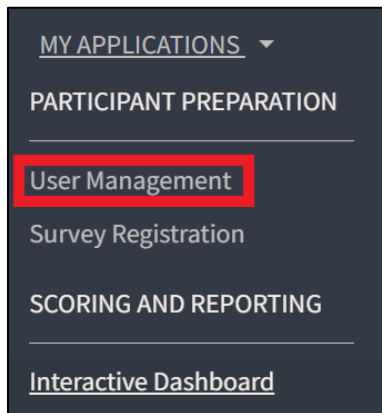 MY APPLICATIONS
PARTICIPANT PREPARATION
User Management
Survey Registration
SCORING AND REPORTING
Interactive Dashboard